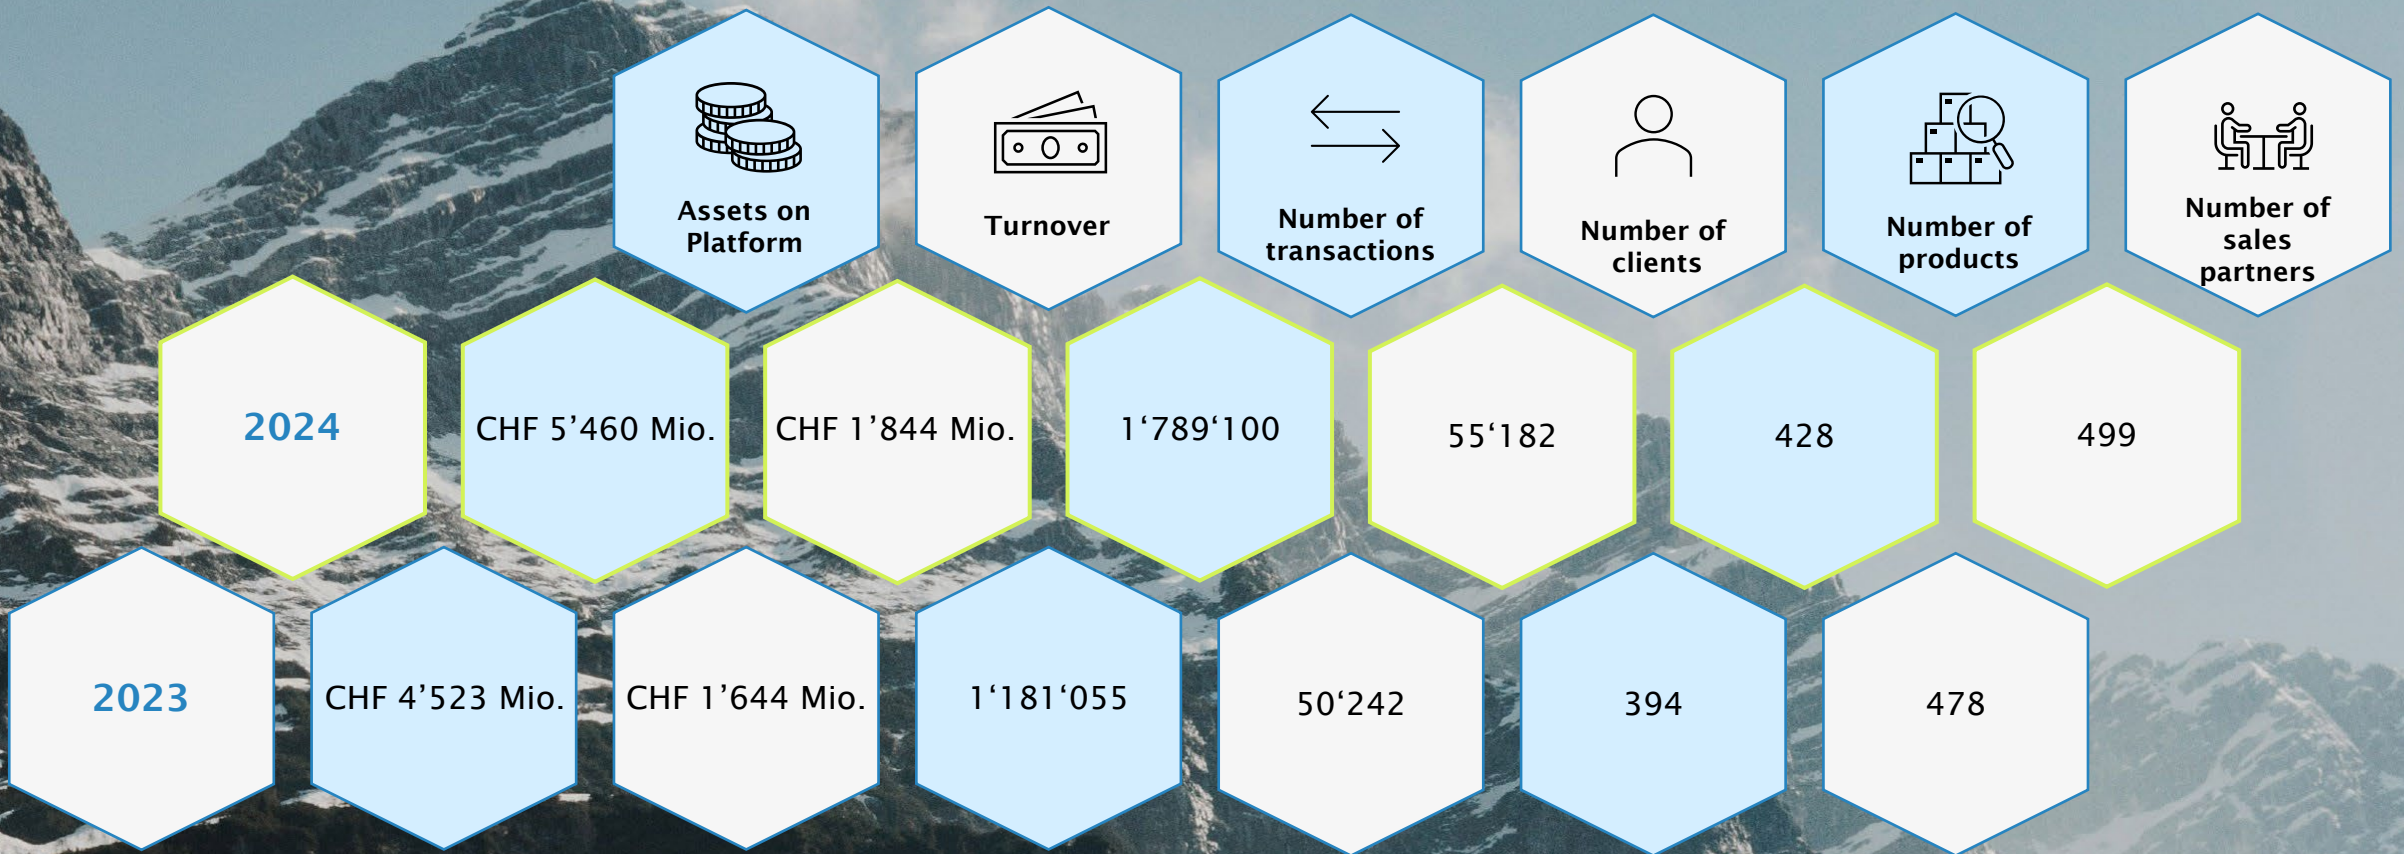 Assets on
Platform
Turnover
Number of
transactions
Number of
clients
Number of
products
Number of
sales
partners
2024
CHF 5’460 Mio.
CHF 1’844 Mio.
1‘789‘100
55‘182
428
499
2023
CHF 4’523 Mio.
CHF 1’644 Mio.
1‘181‘055
50‘242
394
478